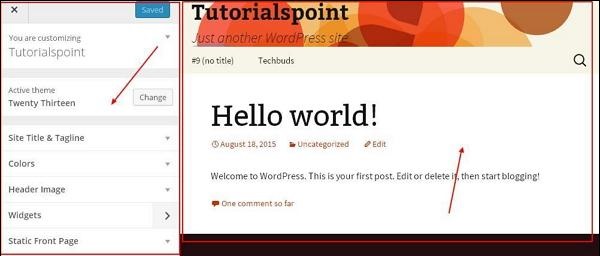 Saved
You are customizing
Tutorialspoint
Active theme
Twenty Thirteen
Change
Site Title & Tagline
Colors
Header Image
Widgets
Static Front Page
Tutorialspoint
Just another WordPress site
#9 (no title) Techbuds
Hello world!
August 18, 2015 Uncategorized Edit
Welcome to WordPress. This is your first post. Edit or delete it, then start blogging!
One comment so far